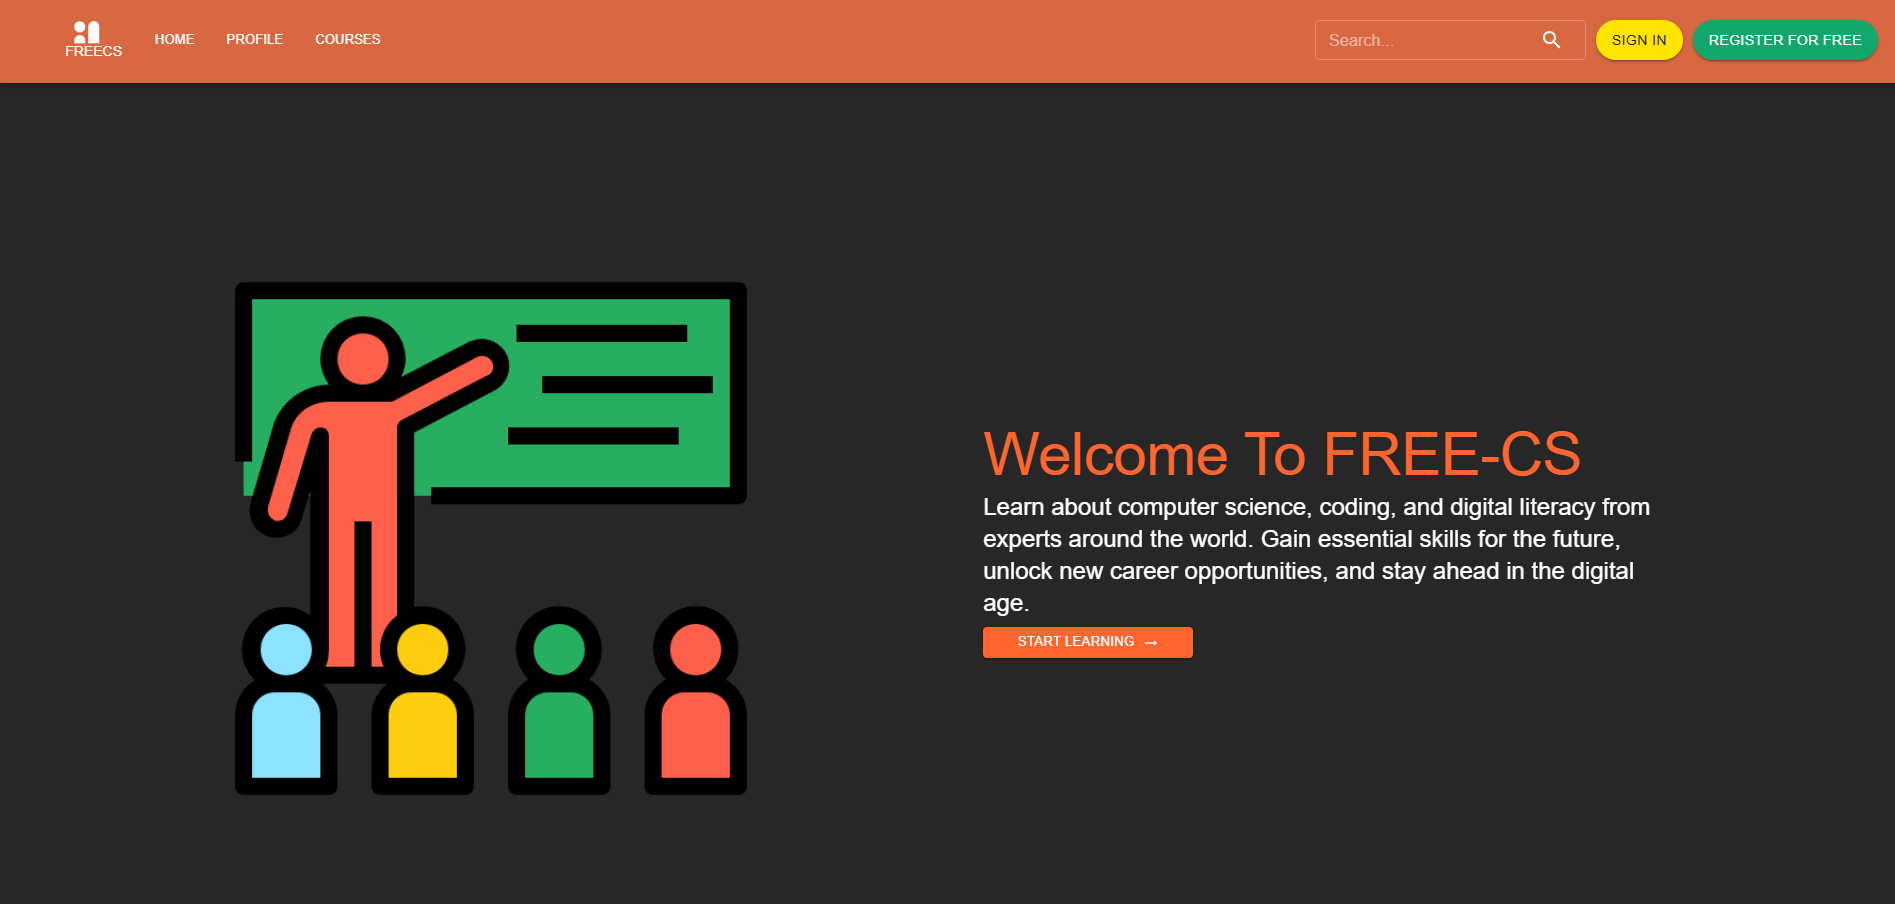 FREECS
HOME
PROFILE
COURSES
Search...
SIGN IN
REGISTER FOR FREE
Welcome To FREE-CS
Learn about computer science, coding, and digital literacy from
experts around the world. Gain essential skills for the future,
unlock new career opportunities, and stay ahead in the digital
age.
START LEARNING →